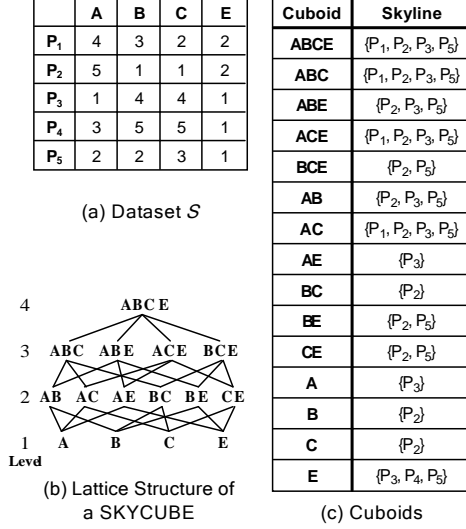 A B C E
P1 4 3 2 2
P2 5 1 1 2
P3 1 4 4 1
P4 3 5 5 1
P5 2 2 3 1
(a) Dataset S
4 ABCE
3 ABC ABE ACE BCE
2 AB AC AE BC BE CE
1 A B C E
Level
(b) Lattice Structure of
a SKYCUBE
Cuboid Skyline
ABCE {P1, P2, P3, P5}
ABC {P1, P2, P3, P5}
ABE {P2, P3, P5}
ACE {P1, P2, P3, P5}
BCE {P2, P5}
AB {P2, P3, P5}
AC {P1, P2, P3, P5}
AE {P3}
BC {P2}
BE {P2, P5}
CE {P2, P5}
A {P3}
B {P2}
C {P2}
E {P3, P4, P5}
(c) Cuboids